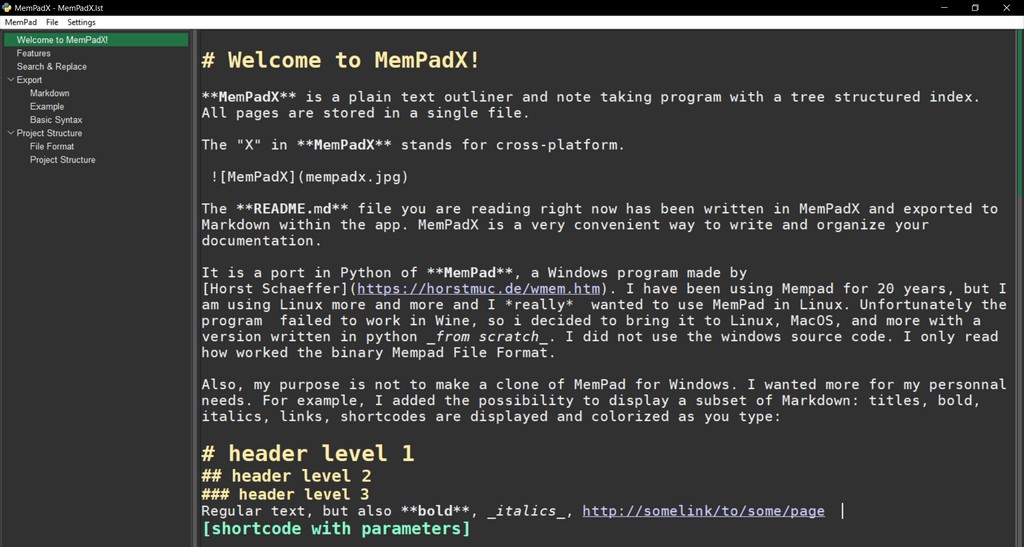 MemPadX - MemPadX.lst
MemPad File Settings
Welcome to MemPadX!
Features
Search & Replace
Export
Markdown
Example
Basic Syntax
Project Structure
File Format
Project Structure
# Welcome to MemPadX!
**MemPadX** is a plain text outliner and note taking program with a tree structured index.
All pages are stored in a single file.
The "X" in **MemPadX** stands for cross-platform.
![MemPadX](mempadx.jpg)
The **README.md** file you are reading right now has been written in MemPadX and exported to
Markdown within the app. MemPadX is a very convenient way to write and organize your
documentation.
It is a port in Python of **MemPad**, a Windows program made by
[Horst Schaeffer](https://horstmuc.de/wmem.htm). I have been using Mempad for 20 years, but I
am using Linux more and more and I *really*  wanted to use MemPad in Linux. Unfortunately the
program  failed to work in Wine, so i decided to bring it to Linux, MacOS, and more with a
version written in python _from scratch_. I did not use the windows source code. I only read
how worked the binary Mempad File Format.
Also, my purpose is not to make a clone of MemPad for Windows. I wanted more for my personnal
needs. For example, I added the possibility to display a subset of Markdown: titles, bold,
italics, links, shortcodes are displayed and colorized as you type:
# header level 1
## header level 2
### header level 3
Regular text, but also **bold**, _italics_, http://somelink/to/some/page
[shortcode with parameters]